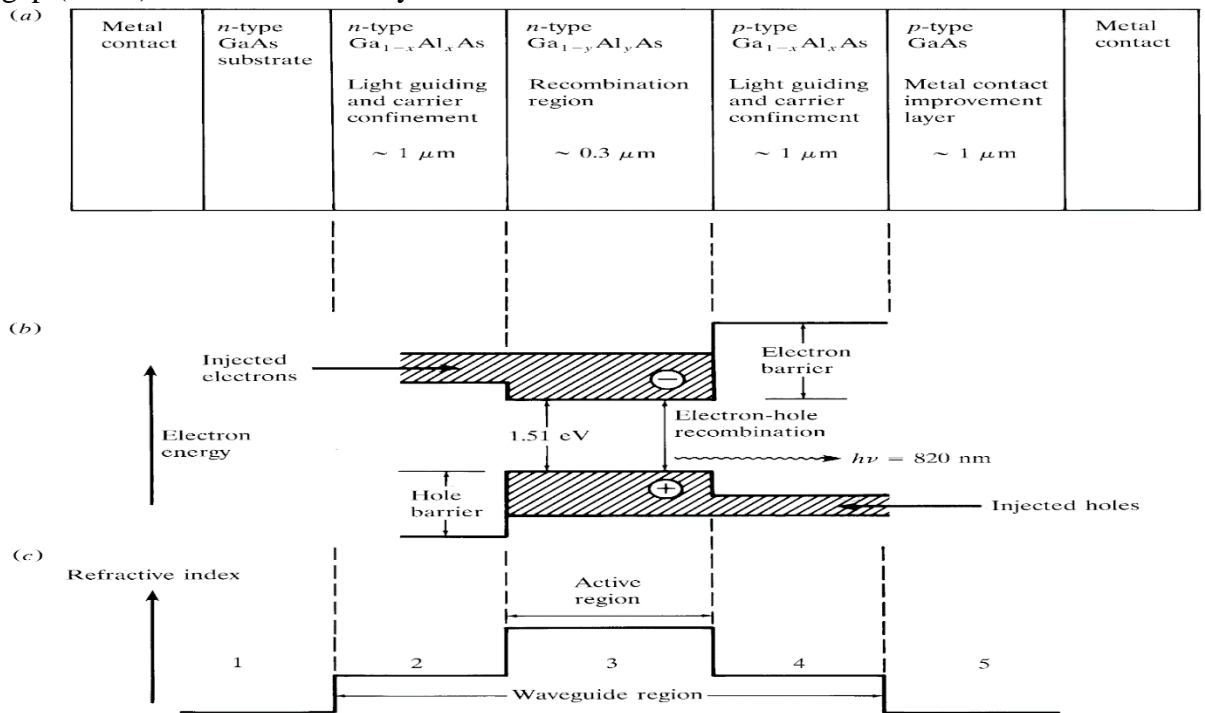 (a)
Metal
contact
n-type
GaAs
substrate
n-type
Ga₁₋ₓAlₓAs
Light guiding
and carrier
confinement
~ 1 μm
n-type
Ga₁₋yAlyAs
Recombination
region
~ 0.3 μm
p-type
Ga₁₋ₓAlₓAs
Light guiding
and carrier
confinement
~ 1 μm
p-type
GaAs
Metal contact
improvement
layer
~ 1 μm
Metal
contact
(b)
Injected
electrons
Electron
barrier
Electron
energy
1.51 eV
Electron-hole
recombination
hν = 820 nm
Hole
barrier
Injected holes
(c)
Refractive index
Active
region
1
2
3
4
5
Waveguide region